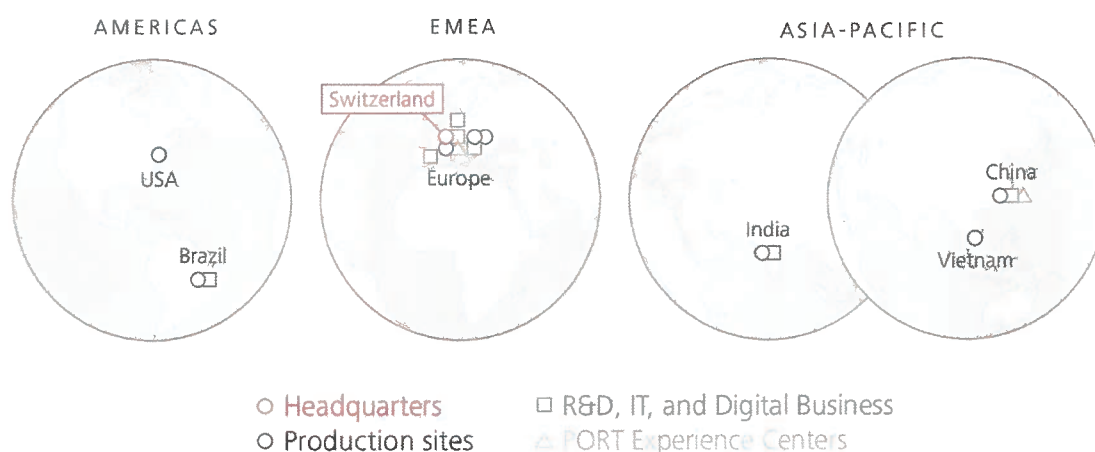 AMERICAS
EMEA
ASIA-PACIFIC
Switzerland
USA
Europe
China
Brazil
India
Vietnam
Headquarters
R&D, IT, and Digital Business
Production sites
PORT Experience Centers